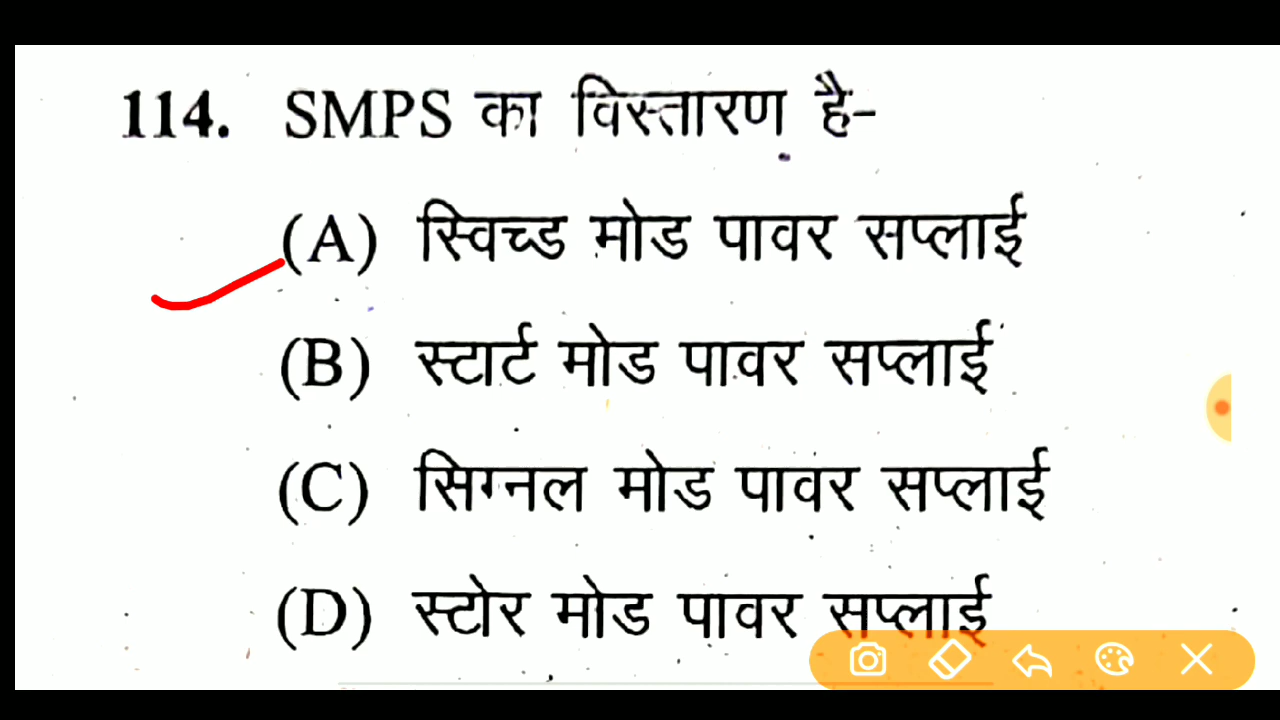 114. SMPS का विस्तारण है-
(A) स्विच्ड मोड पावर सप्लाई
(B) स्टार्ट मोड पावर सप्लाई
(C) सिग्नल मोड पावर सप्लाई
(D) स्टोर मोड पावर सप्लाई